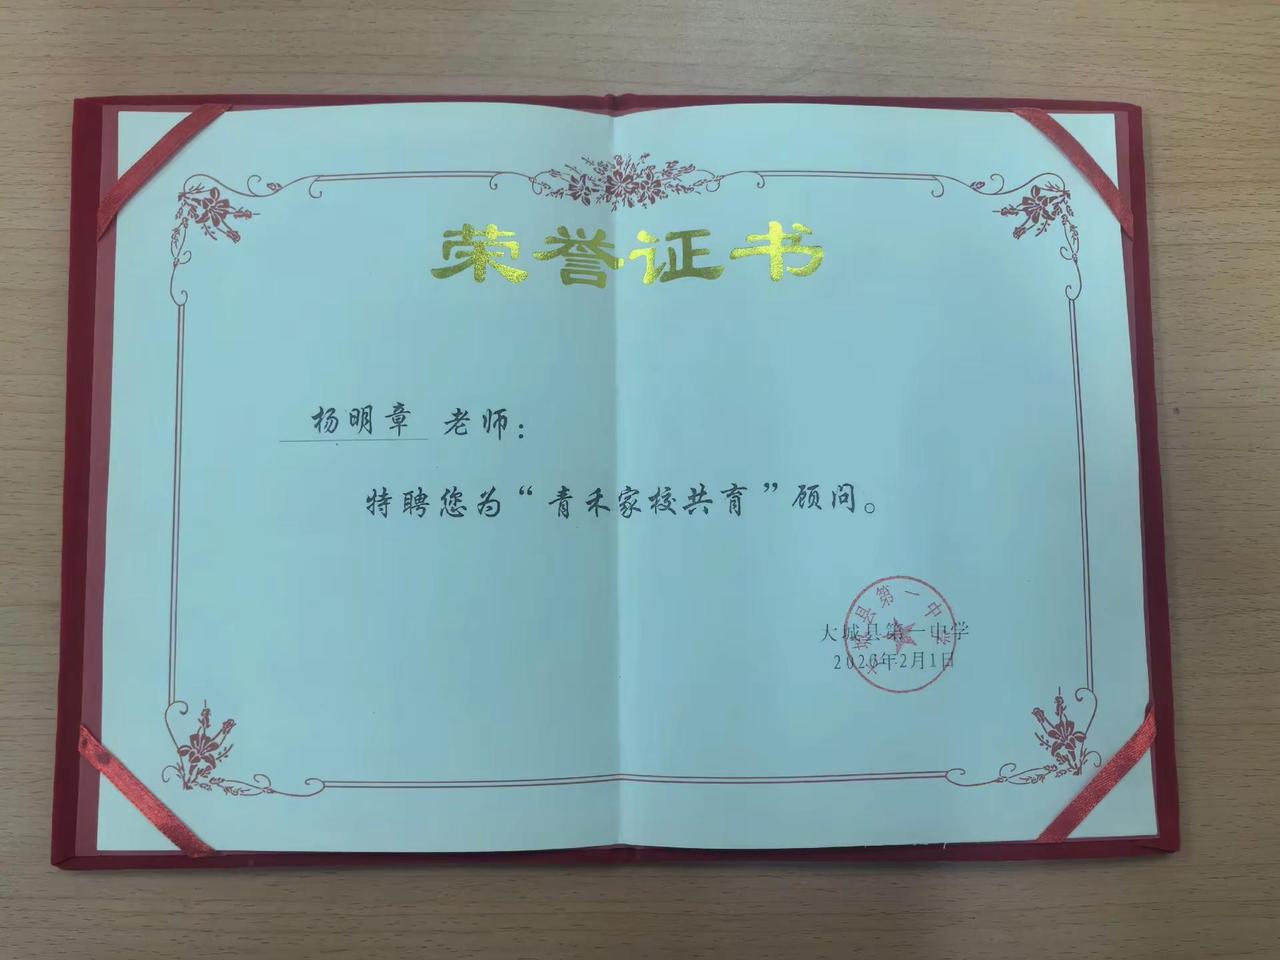 荣誉证书
杨明章 老师：
特聘您为“青禾家校共育”顾问。
大城县第一中学
2026年2月1日